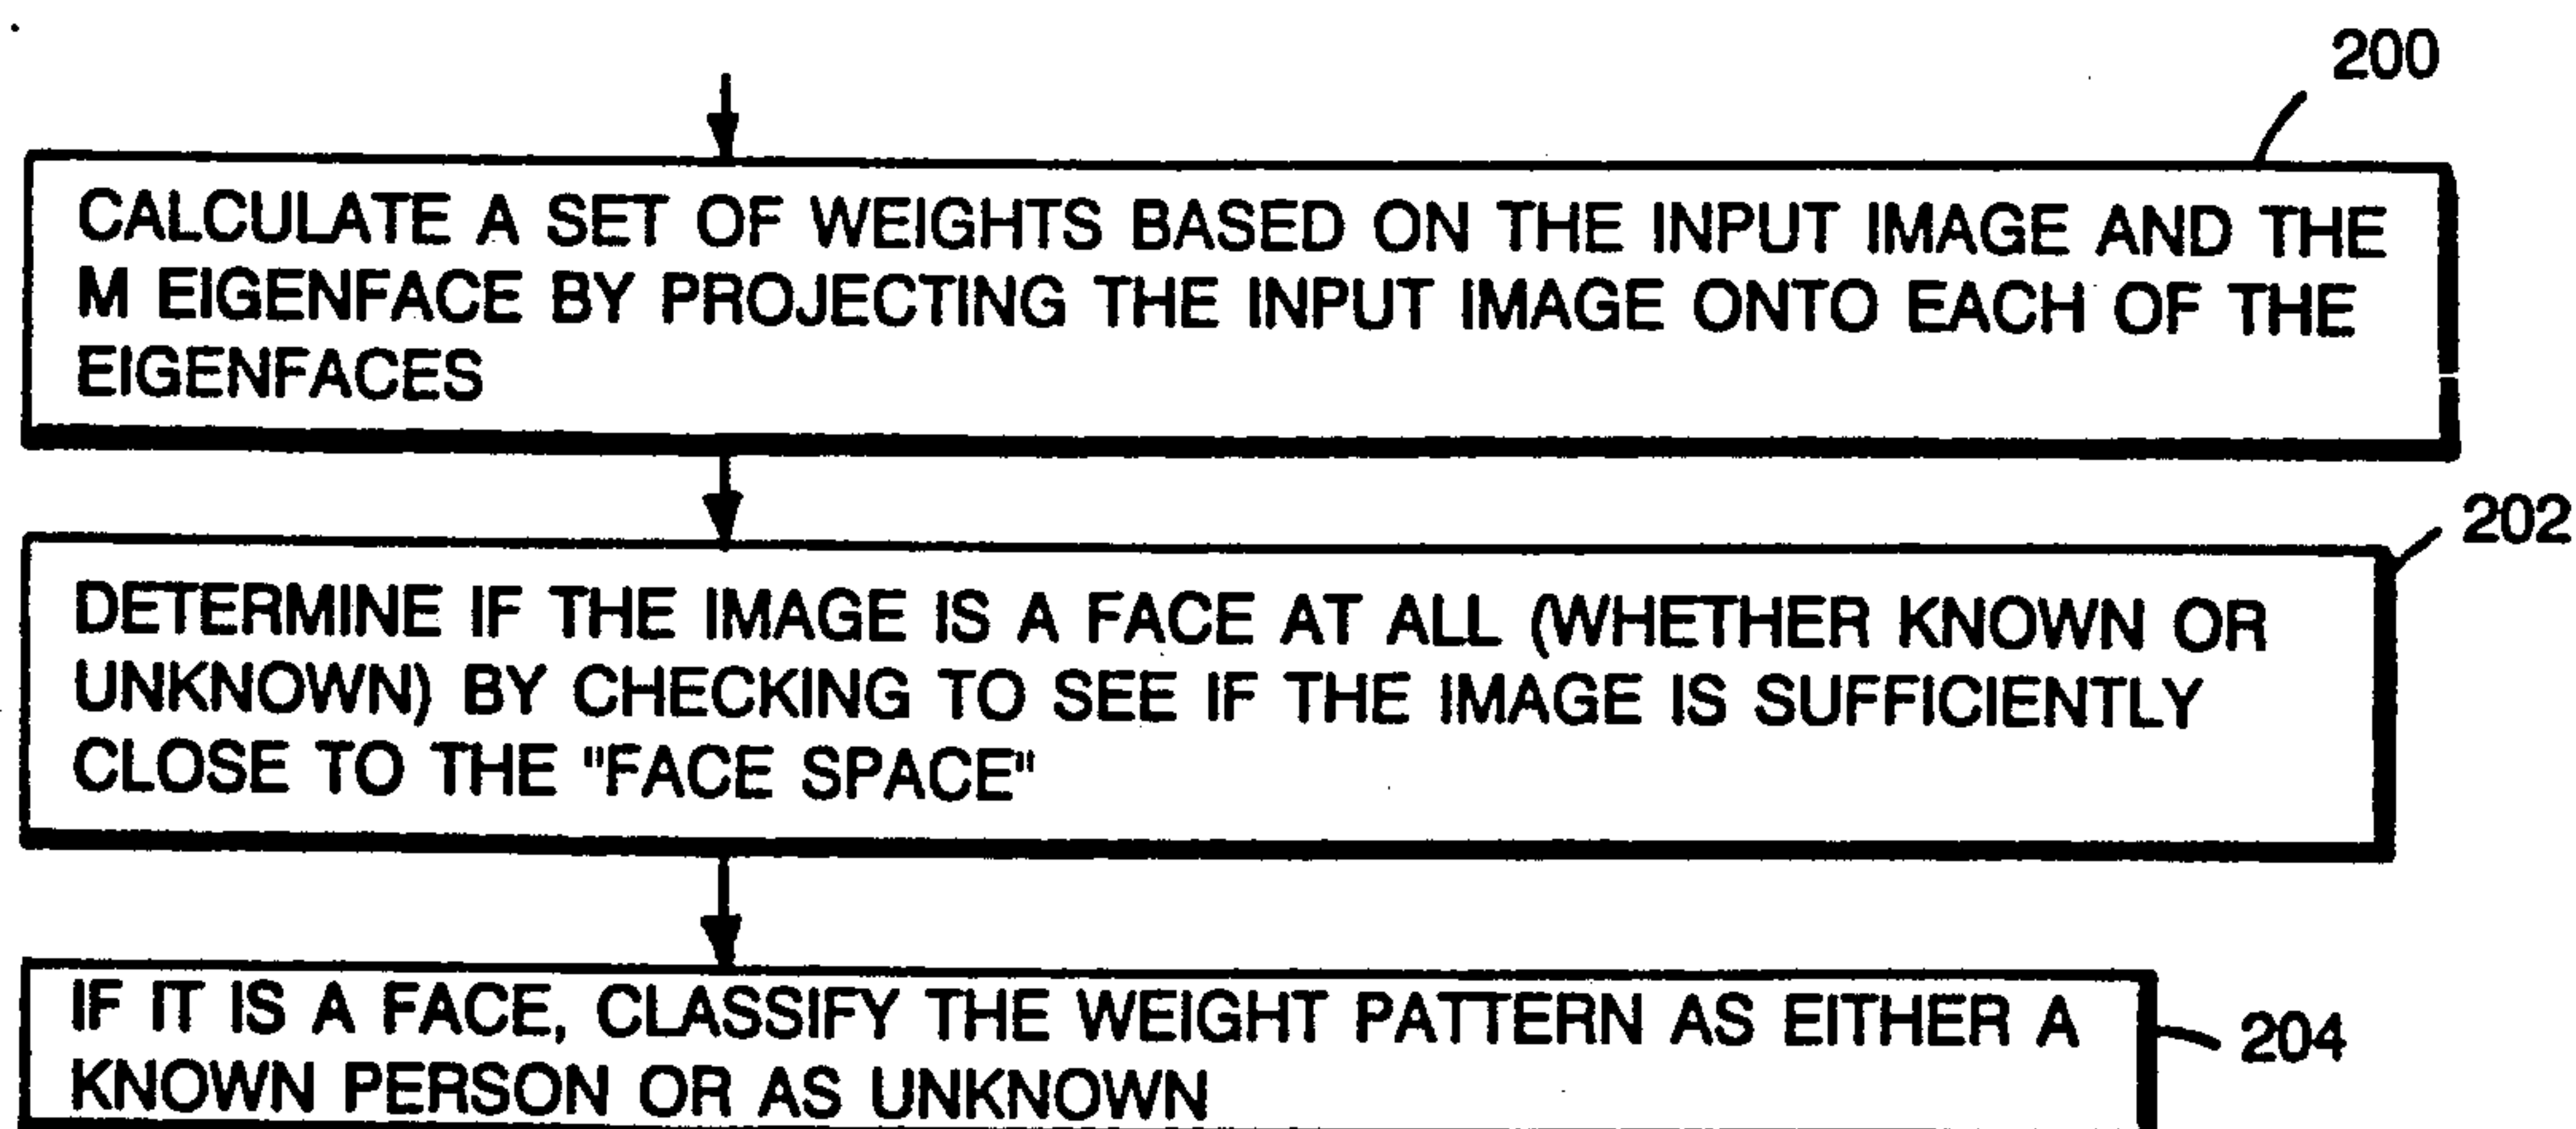 200
CALCULATE A SET OF WEIGHTS BASED ON THE INPUT IMAGE AND THE
M EIGENFACE BY PROJECTING THE INPUT IMAGE ONTO EACH OF THE
EIGENFACES
202
DETERMINE IF THE IMAGE IS A FACE AT ALL (WHETHER KNOWN OR
UNKNOWN) BY CHECKING TO SEE IF THE IMAGE IS SUFFICIENTLY
CLOSE TO THE "FACE SPACE"
IF IT IS A FACE, CLASSIFY THE WEIGHT PATTERN AS EITHER A
204
KNOWN PERSON OR AS UNKNOWN